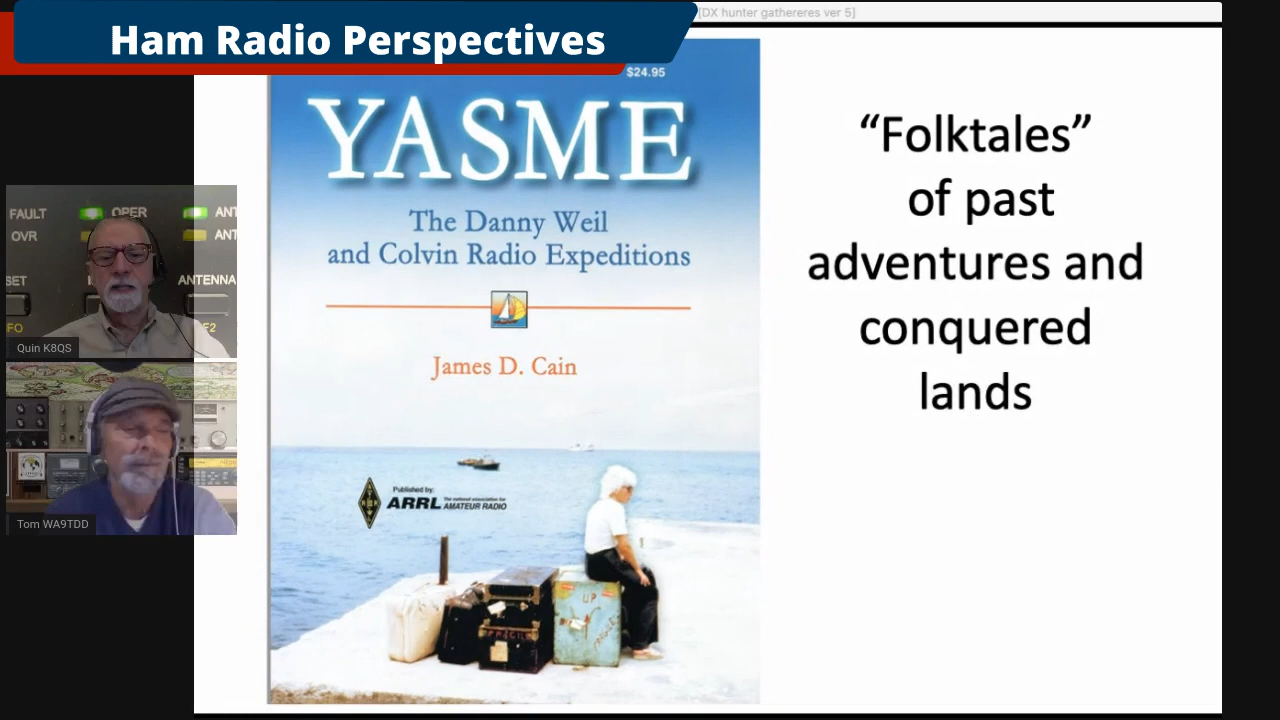 Ham Radio Perspectives
[DX hunter gathereres ver 5]
$24.95
YASME
The Danny Weil
and Colvin Radio Expeditions
James D. Cain
Published by:
ARRL The national association for
AMATEUR RADIO
UP
FRAGILE
“Folktales”
of past
adventures and
conquered
lands
FAULT OPER ANT
OVR ANT
SET ANTENNA
Quin K8QS
Tom WA9TDD